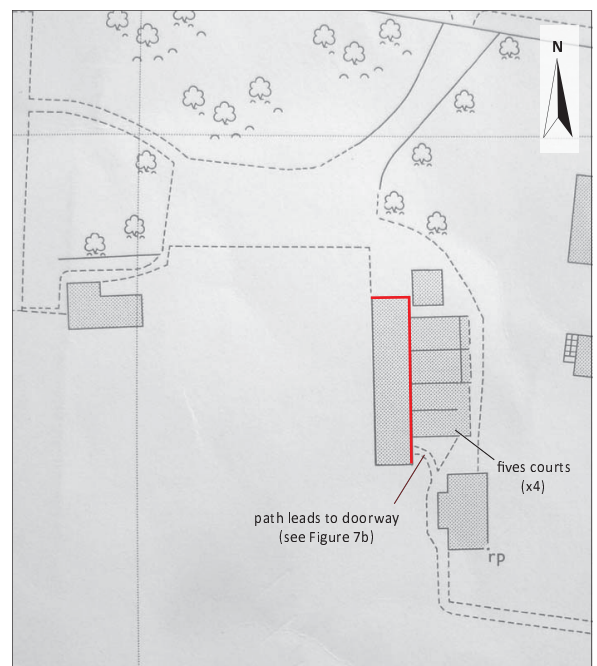 N
fives courts
(x4)
path leads to doorway
(see Figure 7b)
rp